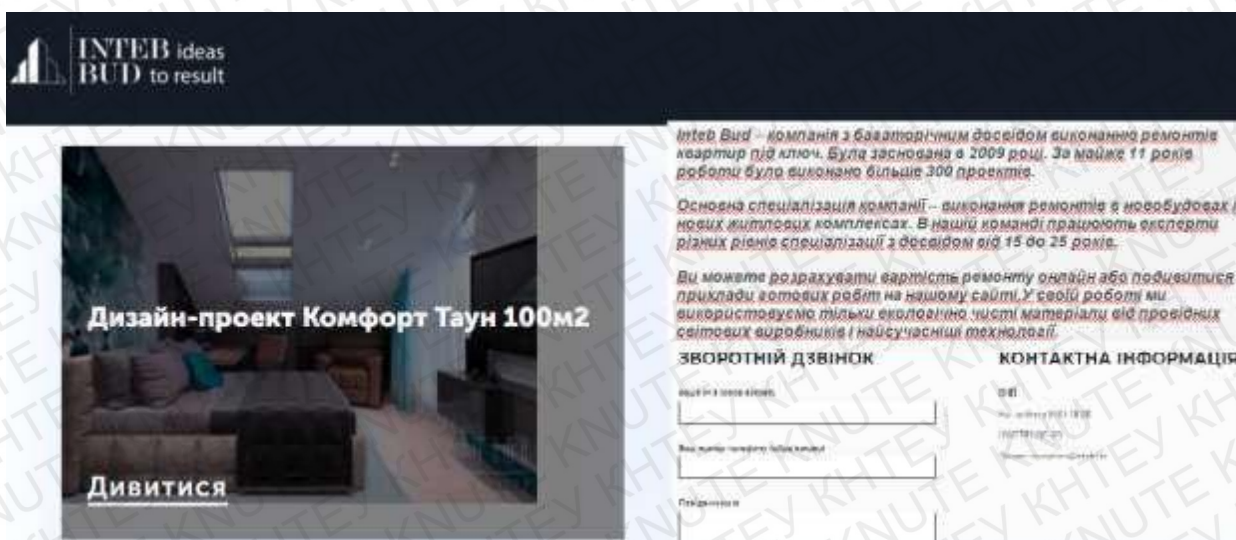 INTEB ideas
BUD to result
Inteb Bud – компанія з багаторічним досвідом виконанню ремонтів
квартир під ключ. Була заснована в 2009 році. За майже 11 років
роботи було виконано більше 300 проектів.
Основна спеціалізація компанії – виконання ремонтів в новобудовах і
нових житлових комплексах. В нашій команді працюють експерти
різних рівнів спеціалізації з досвідом від 15 до 25 років.
Ви можете розрахувати вартість ремонту онлайн або подивитися
приклади готових робіт на нашому сайті.У своїй роботі ми
використовуємо тільки екологічно чисті матеріали від провідних
світових виробників і найсучасніші технології.
Дизайн-проект Комфорт Таун 100м2
Дивитися
ЗВОРОТНІЙ ДЗВІНОК
КОНТАКТНА ІНФОРМАЦІЯ